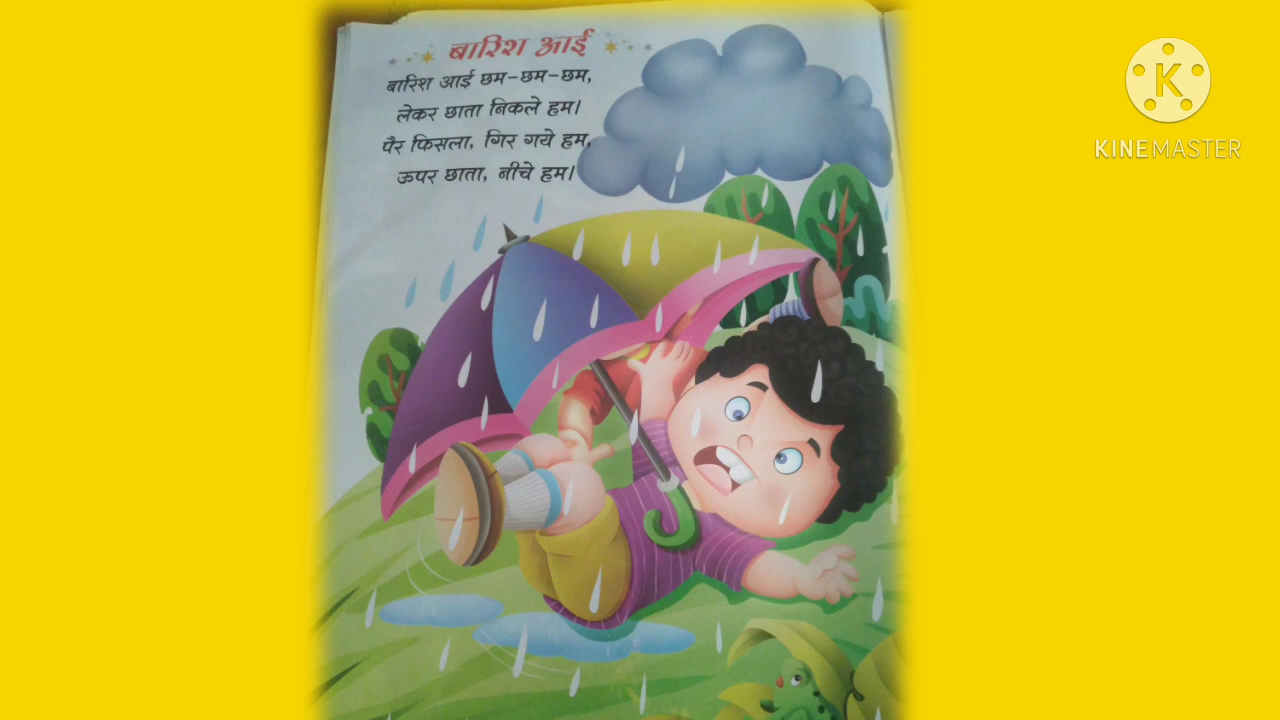 बारिश आई
बारिश आई छम-छम-छम,
लेकर छाता निकले हम।
पैर फिसला, गिर गये हम,
ऊपर छाता, नीचे हम।
K
KINEMASTER